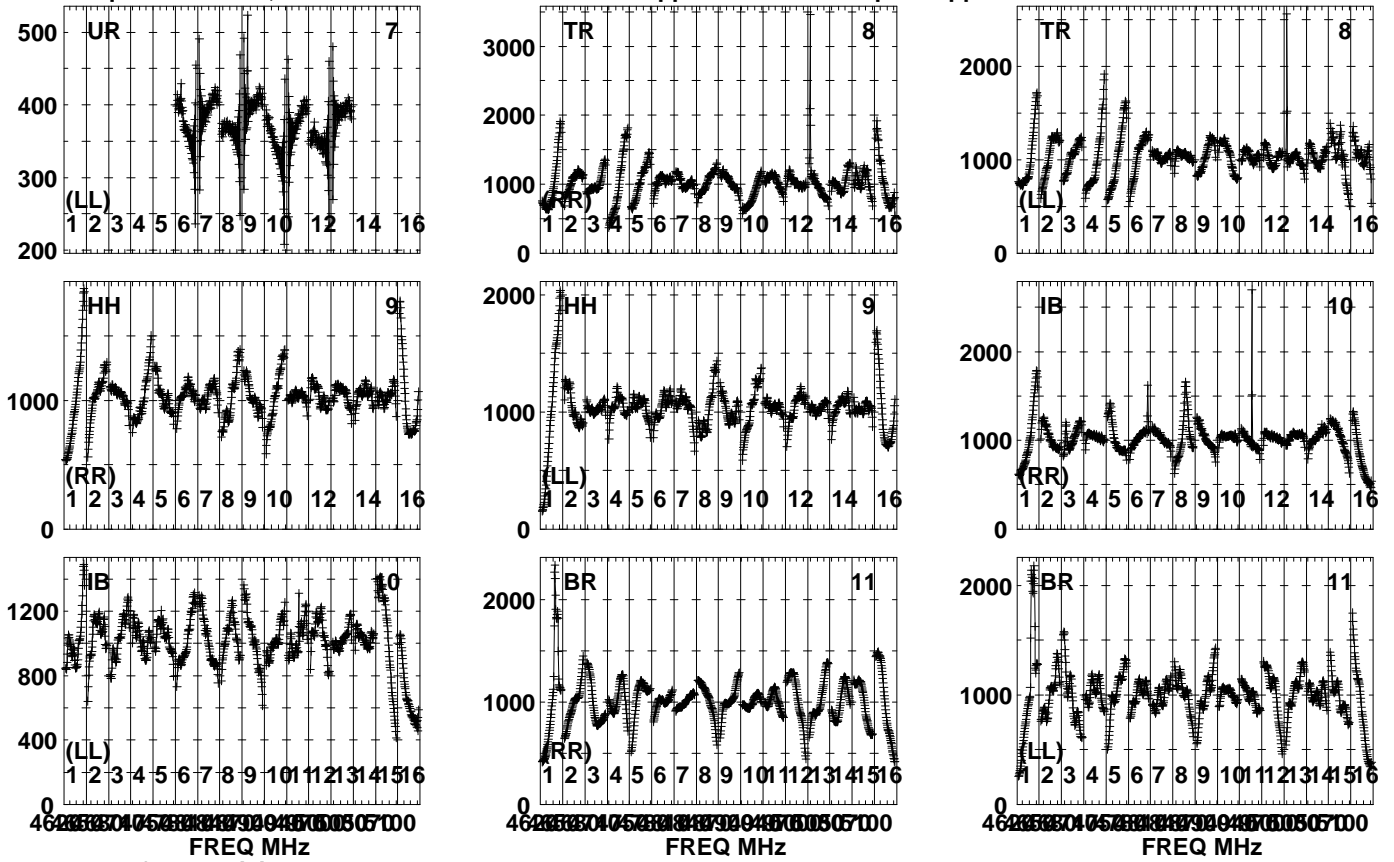 UR 7
500
400
300
200
(LL)
1 2 3 4 5 6 7 8 9 10 12 14 16
TR 8
3000
2000
1000
0
(RR)
1 2 3 4 5 6 7 8 9 10 12 14 16
TR 8
2000
1000
0
(LL)
1 2 3 4 5 6 7 8 9 10 12 14 16
HH 9
1000
0
(RR)
1 2 3 4 5 6 7 8 9 10 12 14 16
HH 9
2000
1000
0
(LL)
1 2 3 4 5 6 7 8 9 10 12 14 16
IB 10
2000
1000
0
(RR)
1 2 3 4 5 6 7 8 9 10 12 14 16
IB 10
1200
800
400
0
(LL)
1 2 3 4 5 6 7 8 9 10 11 12 13 14 15 16
FREQ MHz
BR 11
2000
1000
0
(RR)
1 2 3 4 5 6 7 8 9 10 11 12 13 14 15 16
FREQ MHz
BR 11
2000
1000
0
(LL)
1 2 3 4 5 6 7 8 9 10 11 12 13 14 15 16
FREQ MHz